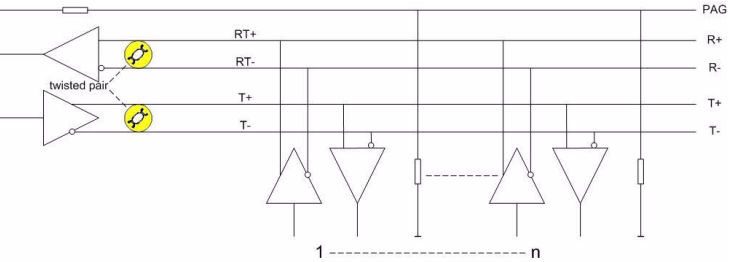 PAG
RT+ R+
RT- R-
twisted pair
T+ T+
T- T-
1 n